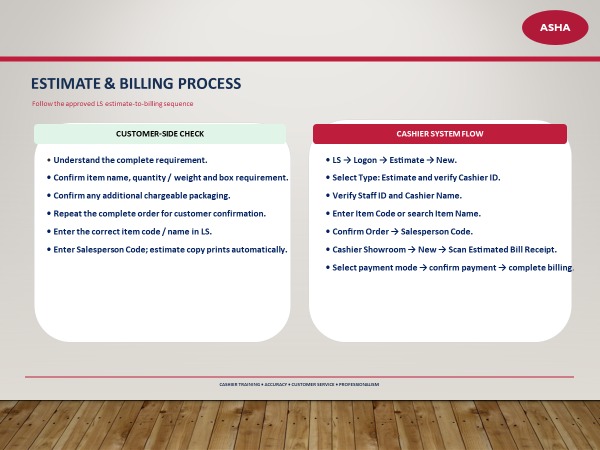 ASHA
ESTIMATE & BILLING PROCESS
Follow the approved LS estimate-to-billing sequence
CUSTOMER-SIDE CHECK
• Understand the complete requirement.
• Confirm item name, quantity / weight and box requirement.
• Confirm any additional chargeable packaging.
• Repeat the complete order for customer confirmation.
• Enter the correct item code / name in LS.
• Enter Salesperson Code; estimate copy prints automatically.
CASHIER SYSTEM FLOW
• LS → Logon → Estimate → New.
• Select Type: Estimate and verify Cashier ID.
• Verify Staff ID and Cashier Name.
• Enter Item Code or search Item Name.
• Confirm Order → Salesperson Code.
• Cashier Showroom → New → Scan Estimated Bill Receipt.
• Select payment mode → confirm payment → complete billing.
CASHIER TRAINING • ACCURACY • CUSTOMER SERVICE • PROFESSIONALISM